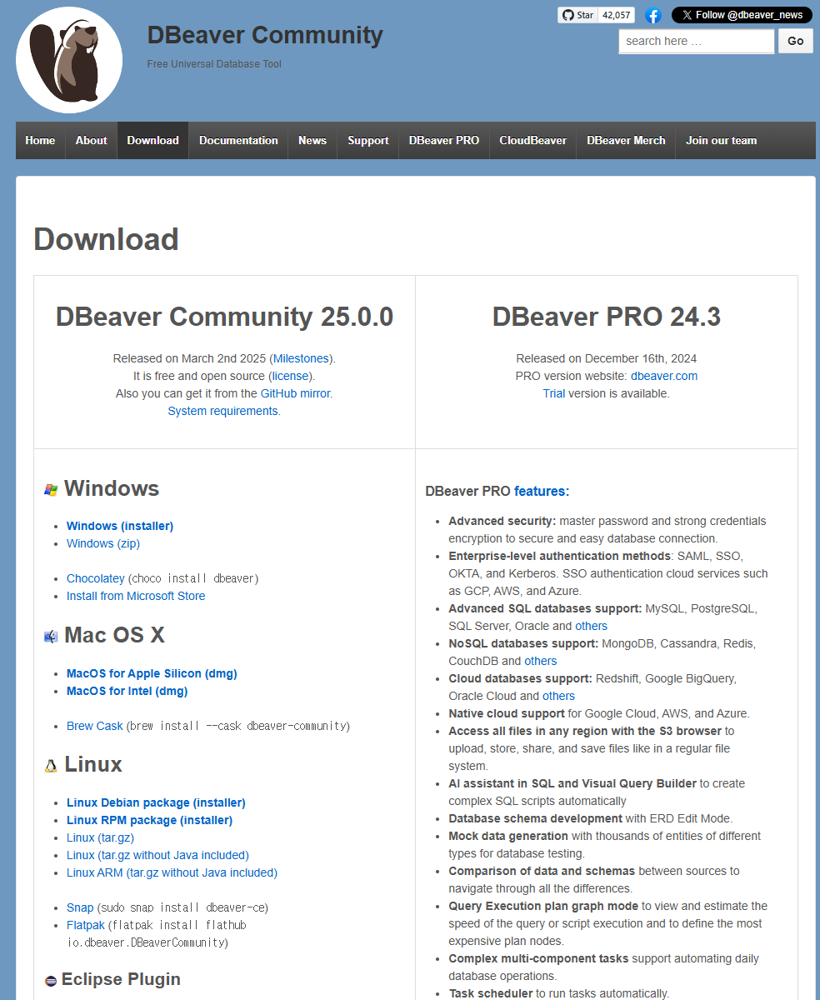 Star 42,057
Follow @dbeaver_news
DBeaver Community
Free Universal Database Tool
search here …
Go
Home About Download Documentation News Support DBeaver PRO CloudBeaver DBeaver Merch Join our team
Download
DBeaver Community 25.0.0
Released on March 2nd 2025 (Milestones).
It is free and open source (license).
Also you can get it from the GitHub mirror.
System requirements.
DBeaver PRO 24.3
Released on December 16th, 2024
PRO version website: dbeaver.com
Trial version is available.
Windows
Windows (installer)
Windows (zip)
Chocolatey (choco install dbeaver)
Install from Microsoft Store
Mac OS X
MacOS for Apple Silicon (dmg)
MacOS for Intel (dmg)
Brew Cask (brew install --cask dbeaver-community)
Linux
Linux Debian package (installer)
Linux RPM package (installer)
Linux (tar.gz)
Linux (tar.gz without Java included)
Linux ARM (tar.gz without Java included)
Snap (sudo snap install dbeaver-ce)
Flatpak (flatpak install flathub
io.dbeaver.DBeaverCommunity)
Eclipse Plugin
DBeaver PRO features:
Advanced security: master password and strong credentials
encryption to secure and easy database connection.
Enterprise-level authentication methods: SAML, SSO,
OKTA, and Kerberos. SSO authentication cloud services such
as GCP, AWS, and Azure.
Advanced SQL databases support: MySQL, PostgreSQL,
SQL Server, Oracle and others
NoSQL databases support: MongoDB, Cassandra, Redis,
CouchDB and others
Cloud databases support: Redshift, Google BigQuery,
Oracle Cloud and others
Native cloud support for Google Cloud, AWS, and Azure.
Access all files in any region with the S3 browser to
upload, store, share, and save files like in a regular file
system.
AI assistant in SQL and Visual Query Builder to create
complex SQL scripts automatically
Database schema development with ERD Edit Mode.
Mock data generation with thousands of entities of different
types for database testing.
Comparison of data and schemas between sources to
navigate through all the differences.
Query Execution plan graph mode to view and estimate the
speed of the query or script execution and to define the most
expensive plan nodes.
Complex multi-component tasks support automating daily
database operations.
Task scheduler to run tasks automatically.